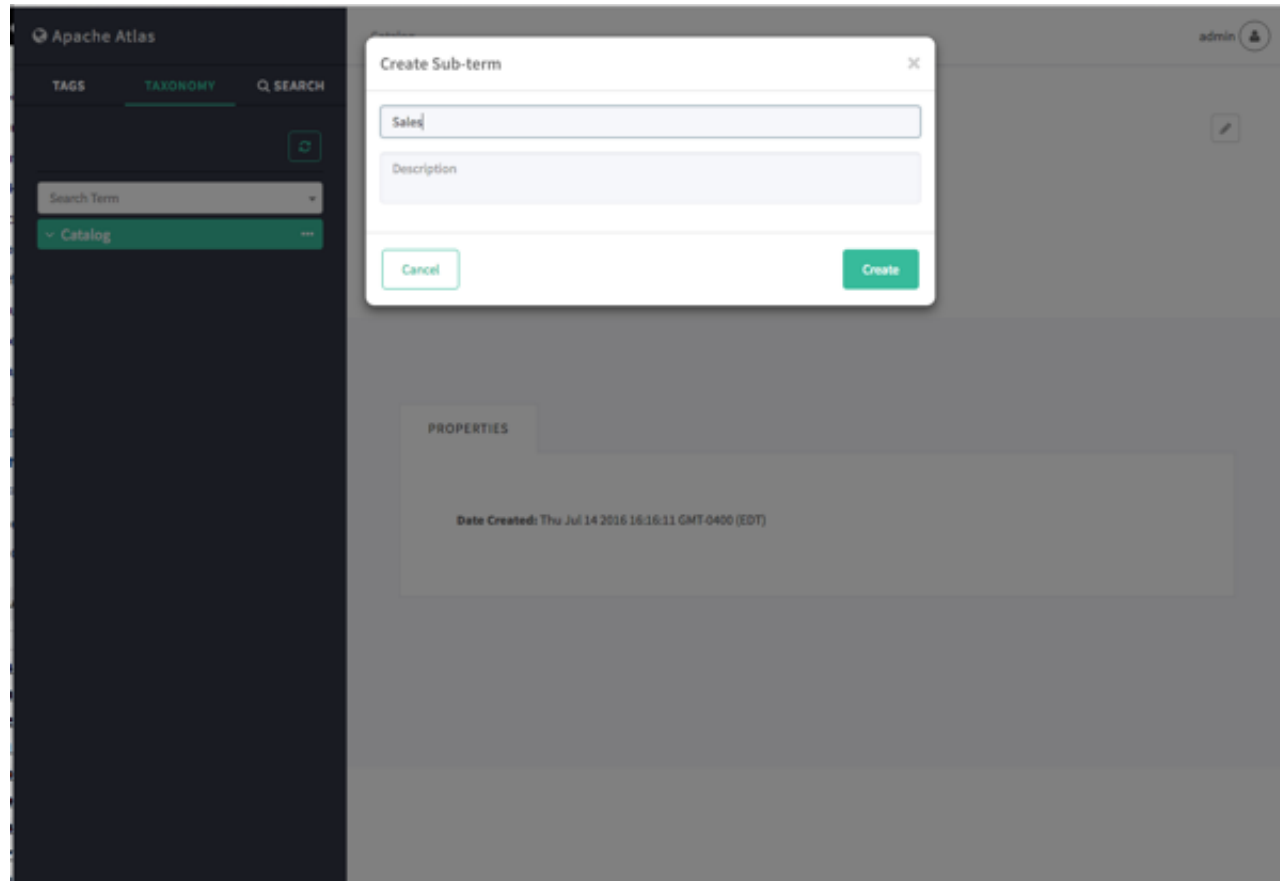 Apache Atlas
Catalog
admin
TAGS
TAXONOMY
SEARCH
Search Term
Catalog
Create Sub-term
Sales
Description
Cancel
Create
PROPERTIES
Date Created: Thu Jul 14 2016 16:16:11 GMT-0400 (EDT)